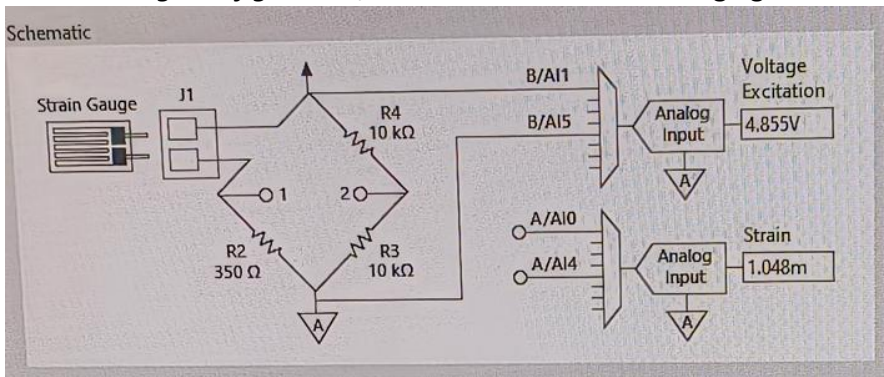 Schematic
Strain Gauge
J1
R4
10 kΩ
1
2
R2
350 Ω
R3
10 kΩ
A
B/AI1
B/AI5
Analog
Input
A
Voltage
Excitation
4.855V
A/AI0
A/AI4
Analog
Input
A
Strain
1.048m